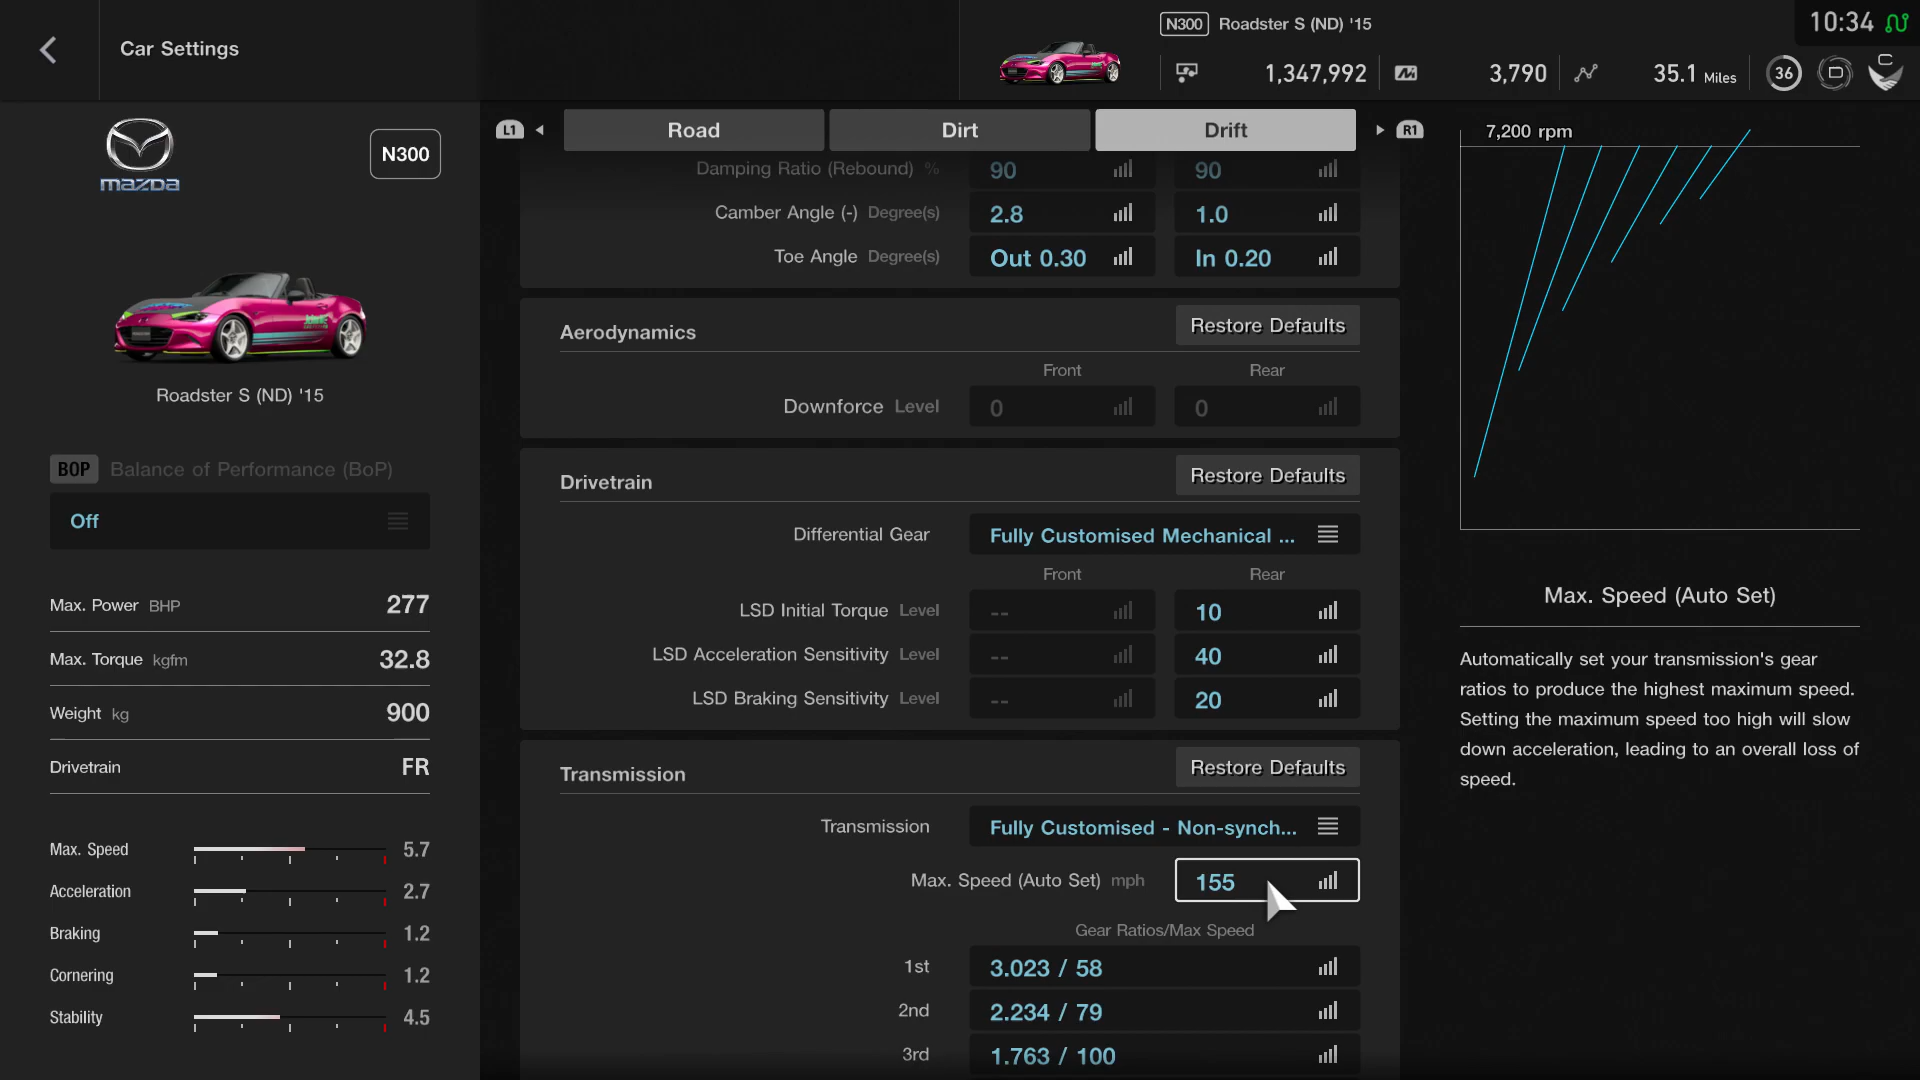 Car Settings
N300 Roadster S (ND) '15
10:34
1,347,992
3,790
35.1 Miles
36
D
C
mazda
N300
Roadster S (ND) '15
BOP Balance of Performance (BoP)
Off
Max. Power BHP 277
Max. Torque kgfm 32.8
Weight kg 900
Drivetrain FR
Max. Speed 5.7
Acceleration 2.7
Braking 1.2
Cornering 1.2
Stability 4.5
L1 Road Dirt Drift R1
Damping Ratio (Rebound) % 90 90
Camber Angle (-) Degree(s) 2.8 1.0
Toe Angle Degree(s) Out 0.30 In 0.20
Aerodynamics Restore Defaults
Front Rear
Downforce Level 0 0
Drivetrain Restore Defaults
Differential Gear Fully Customised Mechanical ...
Front Rear
LSD Initial Torque Level -- 10
LSD Acceleration Sensitivity Level -- 40
LSD Braking Sensitivity Level -- 20
Transmission Restore Defaults
Transmission Fully Customised - Non-synch...
Max. Speed (Auto Set) mph 155
Gear Ratios/Max Speed
1st 3.023 / 58
2nd 2.234 / 79
3rd 1.763 / 100
7,200 rpm
Max. Speed (Auto Set)
Automatically set your transmission's gear
ratios to produce the highest maximum speed.
Setting the maximum speed too high will slow
down acceleration, leading to an overall loss of
speed.